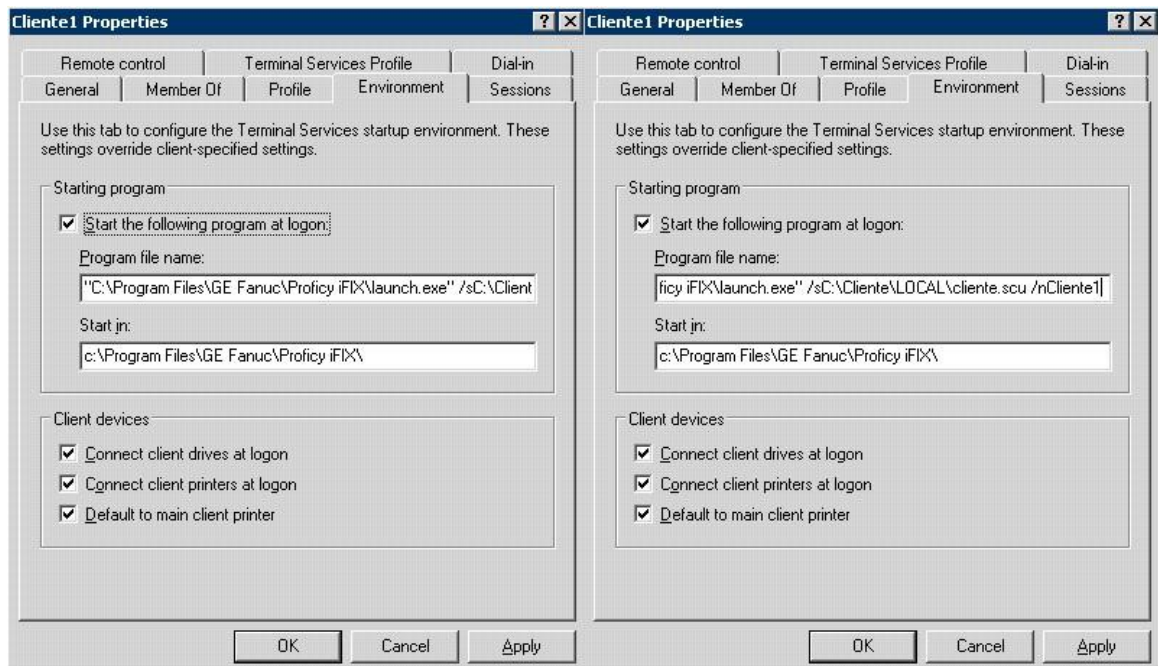 Cliente1 Properties
Remote control
Terminal Services Profile
Dial-in
General
Member Of
Profile
Environment
Sessions
Use this tab to configure the Terminal Services startup environment. These
settings override client-specified settings.
Starting program
Start the following program at logon:
Program file name:
"C:\Program Files\GE Fanuc\Proficy iFIX\launch.exe" /sC:\Client
Start in:
c:\Program Files\GE Fanuc\Proficy iFIX\
Client devices
Connect client drives at logon
Connect client printers at logon
Default to main client printer
OK
Cancel
Apply
Cliente1 Properties
Remote control
Terminal Services Profile
Dial-in
General
Member Of
Profile
Environment
Sessions
Use this tab to configure the Terminal Services startup environment. These
settings override client-specified settings.
Starting program
Start the following program at logon:
Program file name:
ficy iFIX\launch.exe" /sC:\Cliente\LOCAL\cliente.scu /nCliente1
Start in:
c:\Program Files\GE Fanuc\Proficy iFIX\
Client devices
Connect client drives at logon
Connect client printers at logon
Default to main client printer
OK
Cancel
Apply